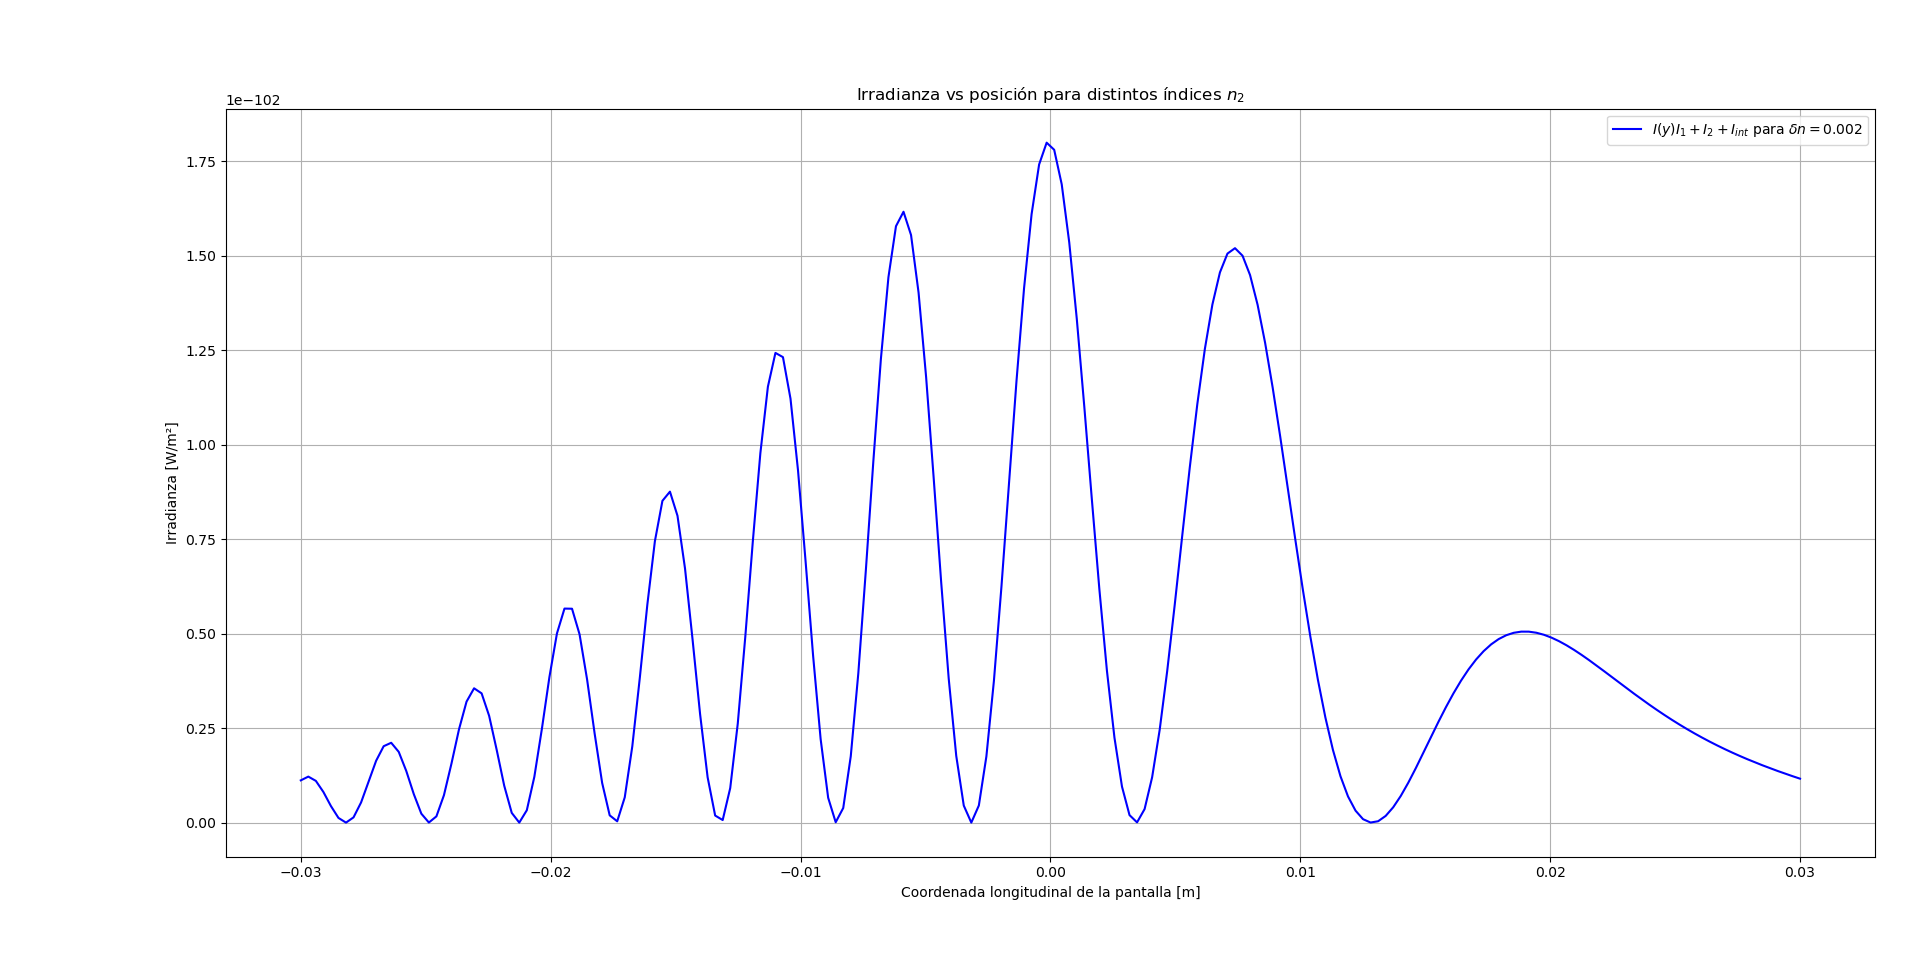 Irradianza vs posición para distintos índices n₂
1e−102
I(y)I₁ + I₂ + I_int para δn = 0.002
1.75
1.50
1.25
1.00
0.75
0.50
0.25
0.00
Irradianza [W/m²]
−0.03 −0.02 −0.01 0.00 0.01 0.02 0.03
Coordenada longitudinal de la pantalla [m]